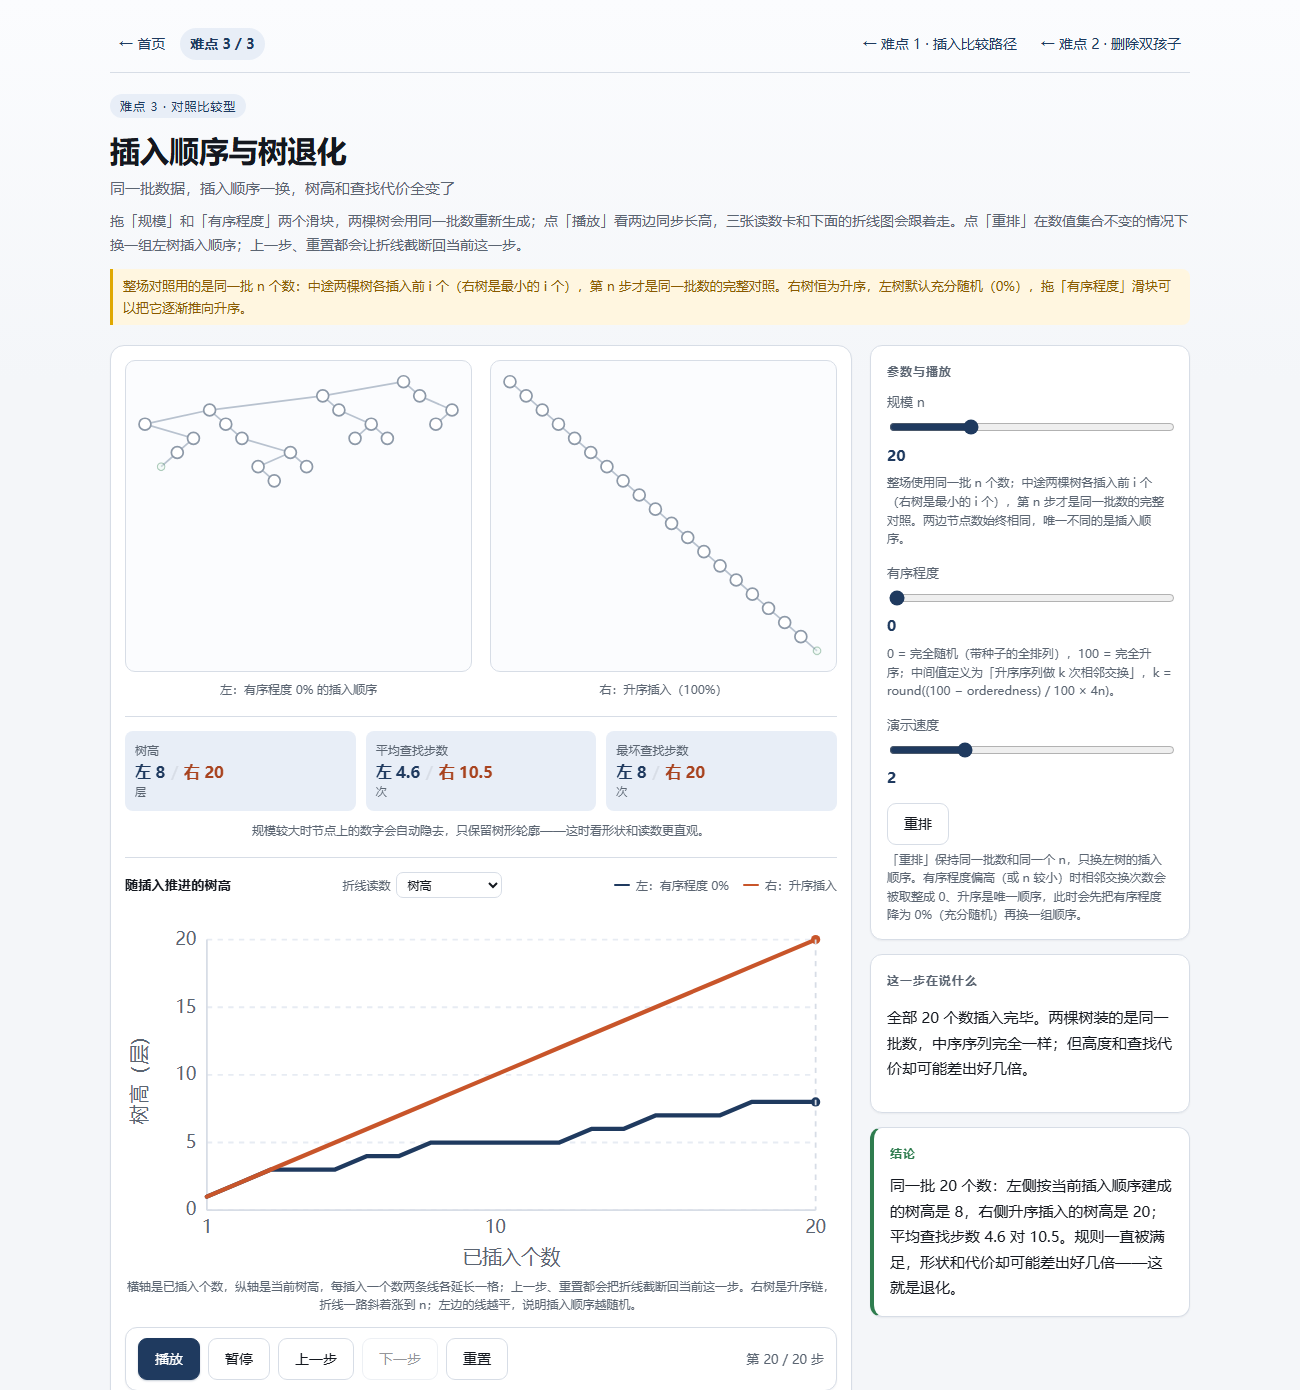 ← 首页
难点 3 / 3
← 难点 1 · 插入比较路径
← 难点 2 · 删除双孩子
难点 3 · 对照比较型
插入顺序与树退化
同一批数据，插入顺序一换，树高和查找代价全变了
拖「规模」和「有序程度」两个滑块，两棵树会用同一批数重新生成；点「播放」看两边同步长高，三张读数卡和下面的折线图会跟着走。点「重排」在数值集合不变的情况下
换一组左树插入顺序；上一步、重置都会让折线截断回当前这一步。
整场对照用的是同一批 n 个数：中途两棵树各插入前 i 个（右树是最小的 i 个），第 n 步才是同一批数的完整对照。右树恒为升序，左树默认充分随机（0%），拖「有序程度」滑块可
以把它逐渐推向升序。
左：有序程度 0% 的插入顺序
右：升序插入（100%）
树高
左 8 / 右 20
层
平均查找步数
左 4.6 / 右 10.5
次
最坏查找步数
左 8 / 右 20
次
规模较大时节点上的数字会自动隐去，只保留树形轮廓——这时看形状和读数更直观。
随插入推进的树高
折线读数
树高
左：有序程度 0%
右：升序插入
20
15
10
5
0
树高（层）
1
10
20
已插入个数
横轴是已插入个数，纵轴是当前树高，每插入一个数两条线各延长一格；上一步、重置都会把折线截断回当前这一步。右树是升序链，
折线一路斜着涨到 n；左边的线越平，说明插入顺序越随机。
播放
暂停
上一步
下一步
重置
第 20 / 20 步
参数与播放
规模 n
20
整场使用同一批 n 个数；中途两棵树各插入前 i 个
（右树是最小的 i 个），第 n 步才是同一批数的完整
对照。两边节点数始终相同，唯一不同的是插入顺
序。
有序程度
0
0 = 完全随机（带种子的全排列），100 = 完全升
序；中间值定义为「升序序列做 k 次相邻交换」，k =
round((100 − orderedness) / 100 × 4n)。
演示速度
2
重排
「重排」保持同一批数和同一个 n，只换左树的插入
顺序。有序程度偏高（或 n 较小）时相邻交换次数会
被取整成 0、升序是唯一顺序，此时会先把有序程度
降为 0%（充分随机）再换一组顺序。
这一步在说什么
全部 20 个数插入完毕。两棵树装的是同一
批数，中序序列完全一样；但高度和查找代
价却可能差出好几倍。
结论
同一批 20 个数：左侧按当前插入顺序建成
的树高是 8，右侧升序插入的树高是 20；
平均查找步数 4.6 对 10.5。规则一直被满
足，形状和代价却可能差出好几倍——这
就是退化。